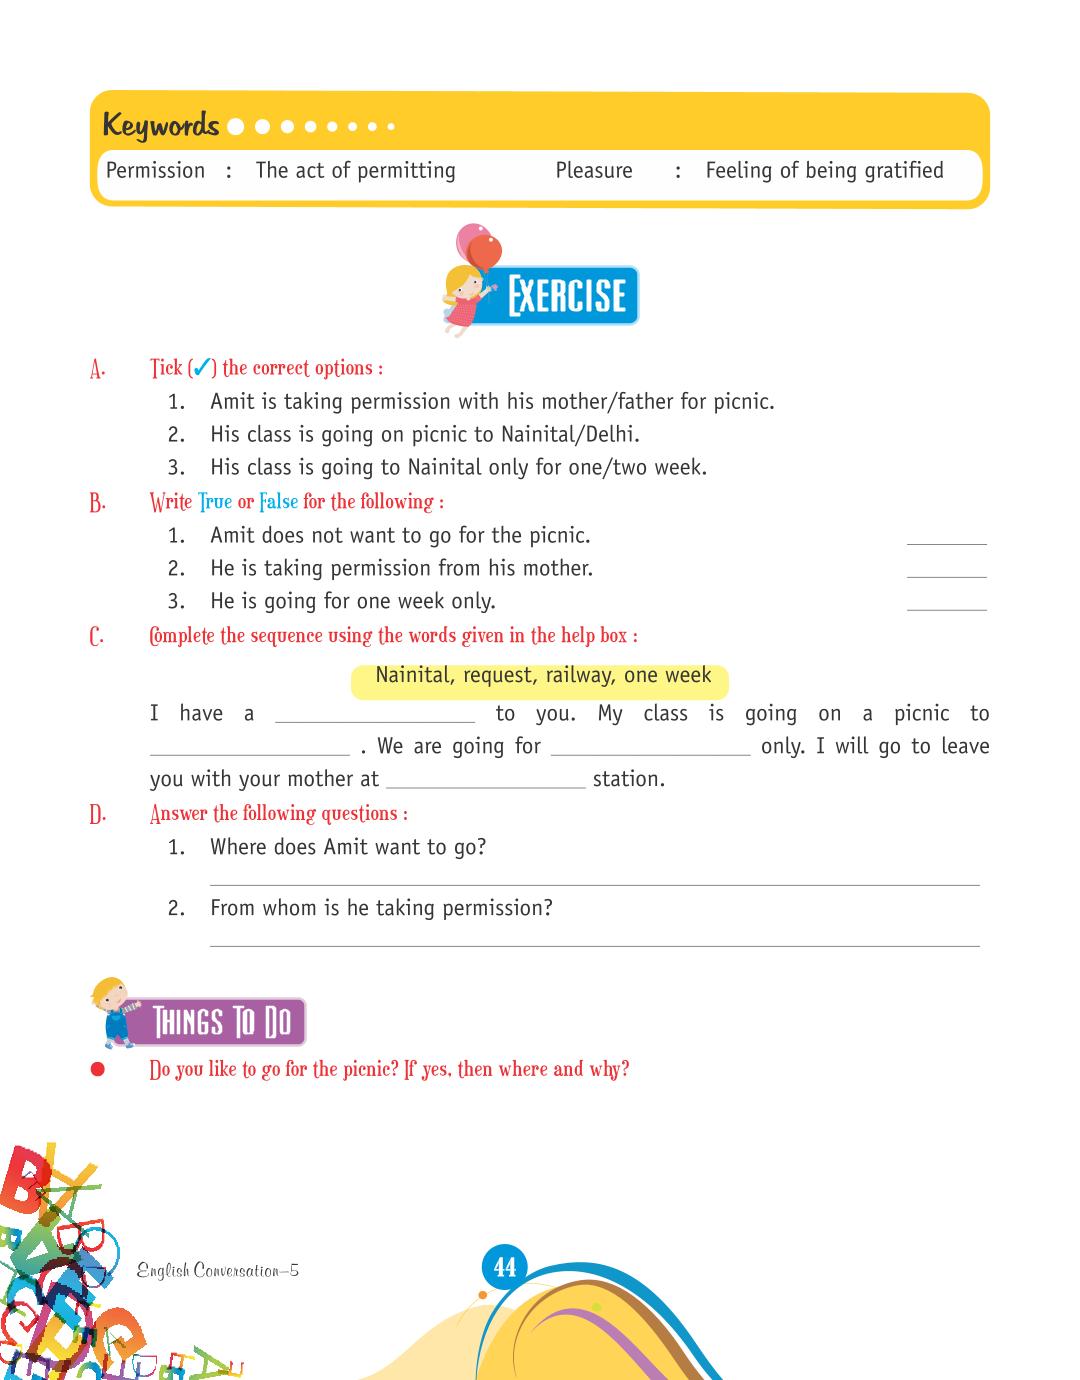 Keywords
Permission : The act of permitting Pleasure : Feeling of being gratified
EXERCISE
A. Tick (✓) the correct options :
1. Amit is taking permission with his mother/father for picnic.
2. His class is going on picnic to Nainital/Delhi.
3. His class is going to Nainital only for one/two week.
B. Write True or False for the following :
1. Amit does not want to go for the picnic. ________
2. He is taking permission from his mother. ________
3. He is going for one week only. ________
C. Complete the sequence using the words given in the help box :
Nainital, request, railway, one week
I have a ____________________ to you. My class is going on a picnic to
____________________ . We are going for ____________________ only. I will go to leave
you with your mother at ____________________ station.
D. Answer the following questions :
1. Where does Amit want to go?
2. From whom is he taking permission?
THINGS TO DO
● Do you like to go for the picnic? If yes, then where and why?
English Conversation–5
44